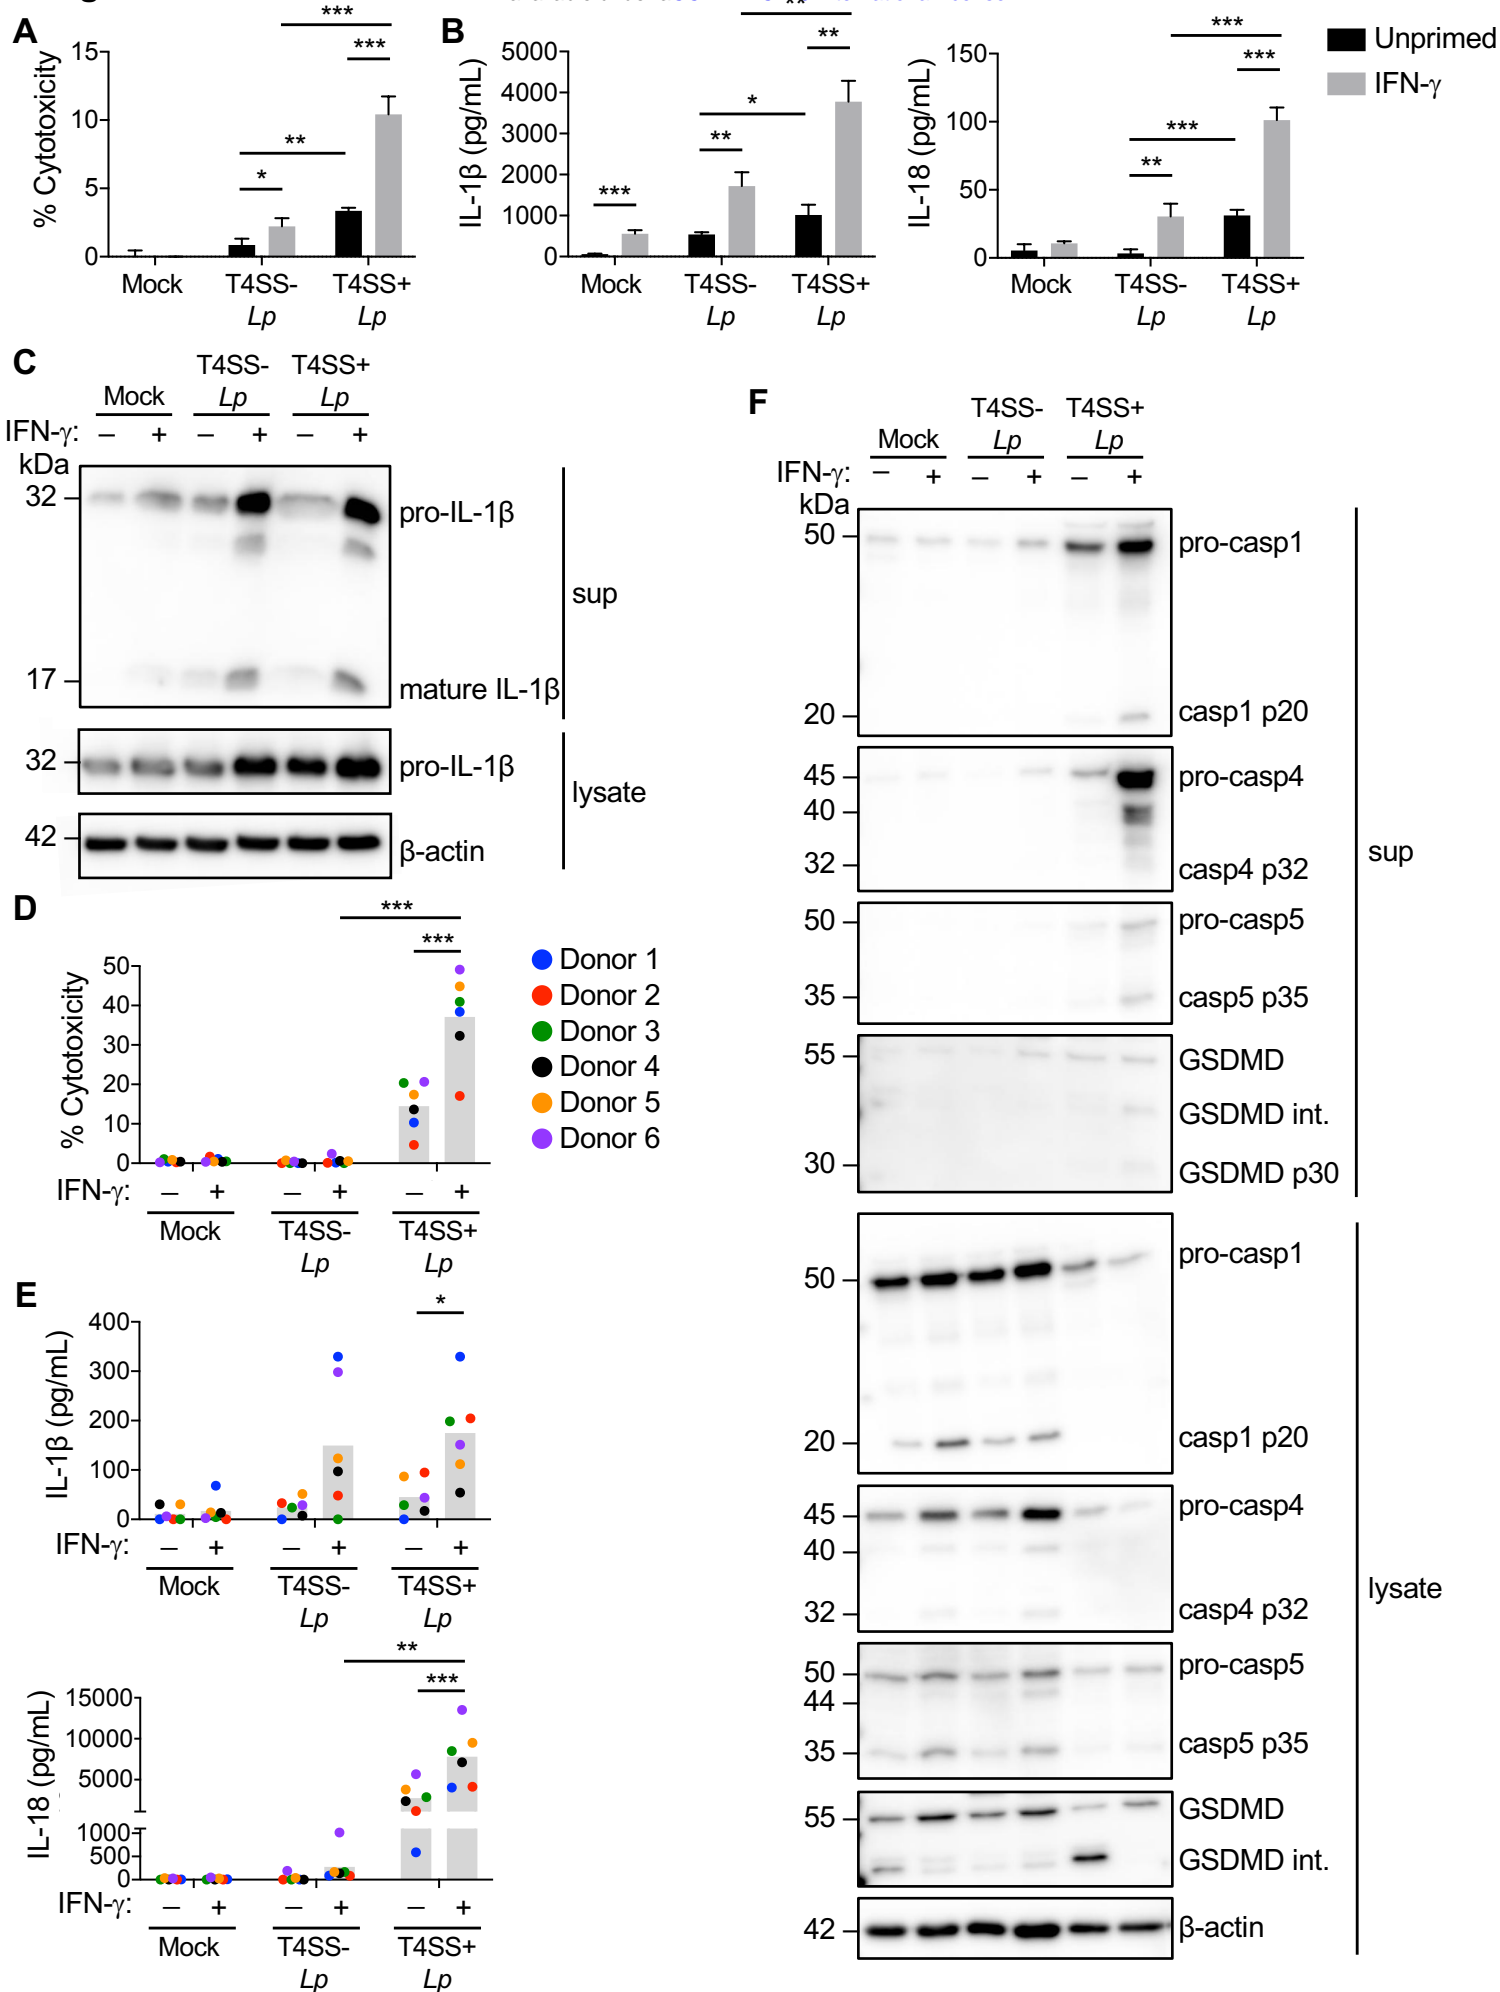 A
% Cytotoxicity
15
10
5
0
*
**
***
***
Mock
T4SS-
Lp
T4SS+
Lp
B
IL-1β (pg/mL)
5000
4000
3000
2000
1000
0
***
**
*
**
**
Mock
T4SS-
Lp
T4SS+
Lp
IL-18 (pg/mL)
150
100
50
0
**
***
***
***
Mock
T4SS-
Lp
T4SS+
Lp
Unprimed
IFN-γ
C
Mock
T4SS-
Lp
T4SS+
Lp
IFN-γ: – + – + – +
kDa
32
pro-IL-1β
17
mature IL-1β
sup
32
pro-IL-1β
42
β-actin
lysate
D
% Cytotoxicity
50
40
30
20
10
0
***
***
IFN-γ: – + – + – +
Mock
T4SS-
Lp
T4SS+
Lp
Donor 1
Donor 2
Donor 3
Donor 4
Donor 5
Donor 6
E
IL-1β (pg/mL)
400
300
200
100
0
*
IFN-γ: – + – + – +
Mock
T4SS-
Lp
T4SS+
Lp
IL-18 (pg/mL)
15000
10000
5000
1000
500
0
**
***
IFN-γ: – + – + – +
Mock
T4SS-
Lp
T4SS+
Lp
F
Mock
T4SS-
Lp
T4SS+
Lp
IFN-γ: – + – + – +
kDa
50
pro-casp1
20
casp1 p20
45
pro-casp4
40
32
casp4 p32
50
pro-casp5
35
casp5 p35
55
GSDMD
GSDMD int.
30
GSDMD p30
sup
50
pro-casp1
20
casp1 p20
45
pro-casp4
40
32
casp4 p32
50
pro-casp5
44
35
casp5 p35
55
GSDMD
GSDMD int.
42
β-actin
lysate